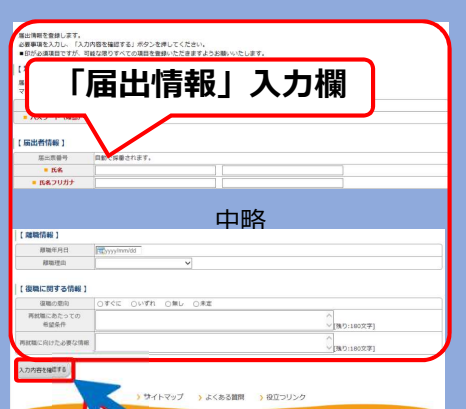 届出情報を登録します。
必要事項を入力し、「入力内容を確認する」ボタンを押してください。
■印が必須項目ですが、可能な限りすべての項目を登録いただきますようお願いいたします。
「届出情報」入力欄
【 届出者情報 】
届出票番号 自動で採番されます。
氏名
氏名フリガナ
中略
【 離職情報 】
離職年月日 yyyy/mm/dd
離職理由
【 復職に関する情報 】
復職の意向 すぐに いずれ 無し 未定
再就職にあたっての
希望条件 [残り:180文字]
再就職に向けた必要な情報 [残り:180文字]
入力内容を確認する
サイトマップ よくある質問 役立つリンク